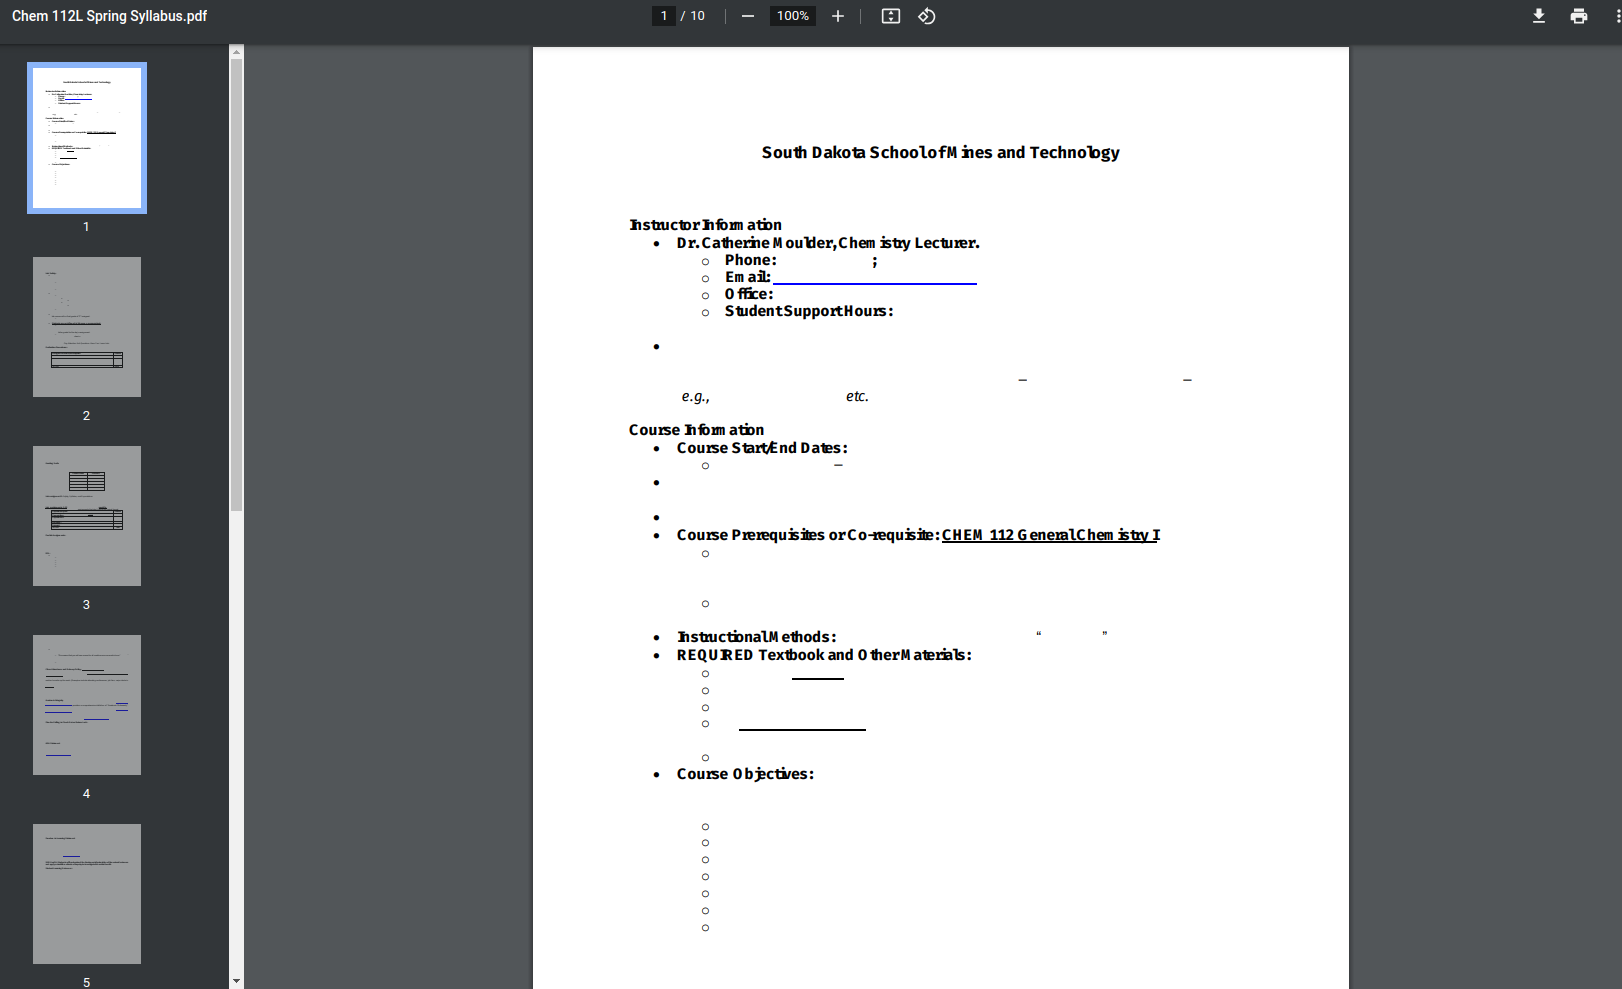 Chem 112L Spring Syllabus.pdf
1 / 10
100%
1
2
3
4
5
South Dakota School of Mines and Technology
Instructor Information
• Dr. Catherine Moulder, Chemistry Lecturer.
○ Phone: ;
○ Email:
○ Office:
○ Student Support Hours:
•
– –
e.g., etc.
Course Information
• Course Start/End Dates:
○ –
•
•
• Course Prerequisites or Co-requisite: CHEM 112 General Chemistry I
○
○
• Instructional Methods: “ ”
• REQUIRED Textbook and Other Materials:
○
○
○
○
○
• Course Objectives:
○
○
○
○
○
○
○